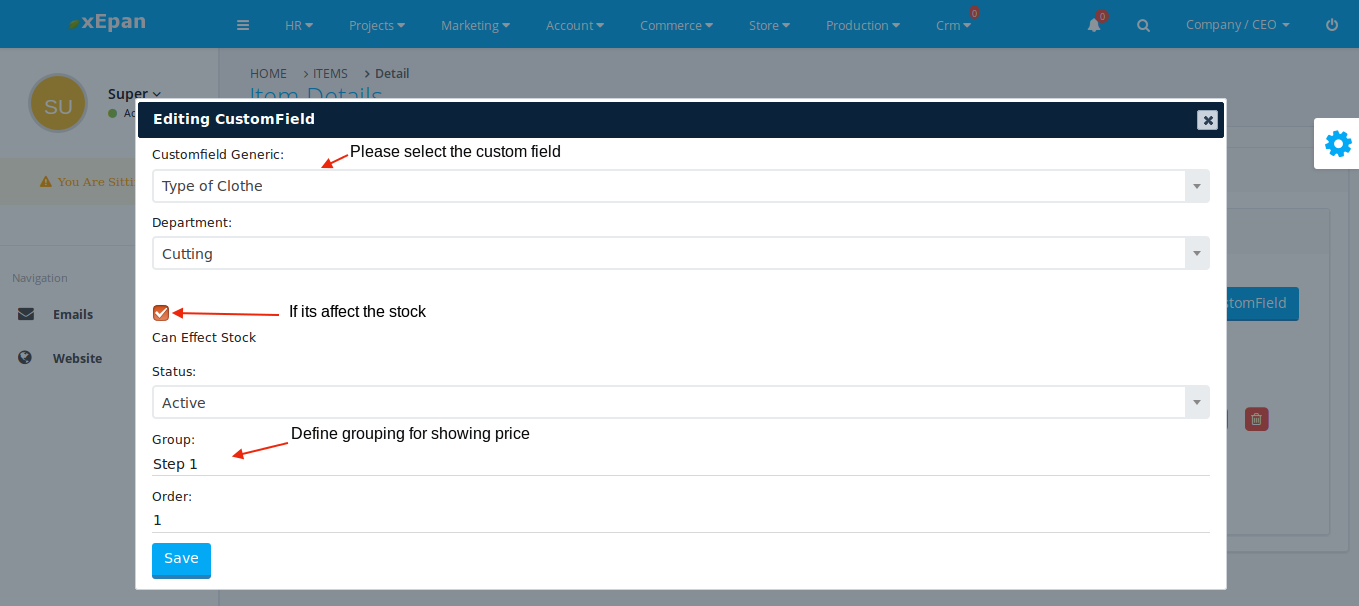 xEpan
HR Projects Marketing Account Commerce Store Production Crm 0 0 Company / CEO
HOME > ITEMS > Detail
Item Details
SU
Super
Editing CustomField
Customfield Generic:
Please select the custom field
Type of Clothe
You Are Sitti
Department:
Cutting
Navigation
Emails
Website
If its affect the stock
Can Effect Stock
stomField
Status:
Active
Group:
Define grouping for showing price
Step 1
Order:
1
Save